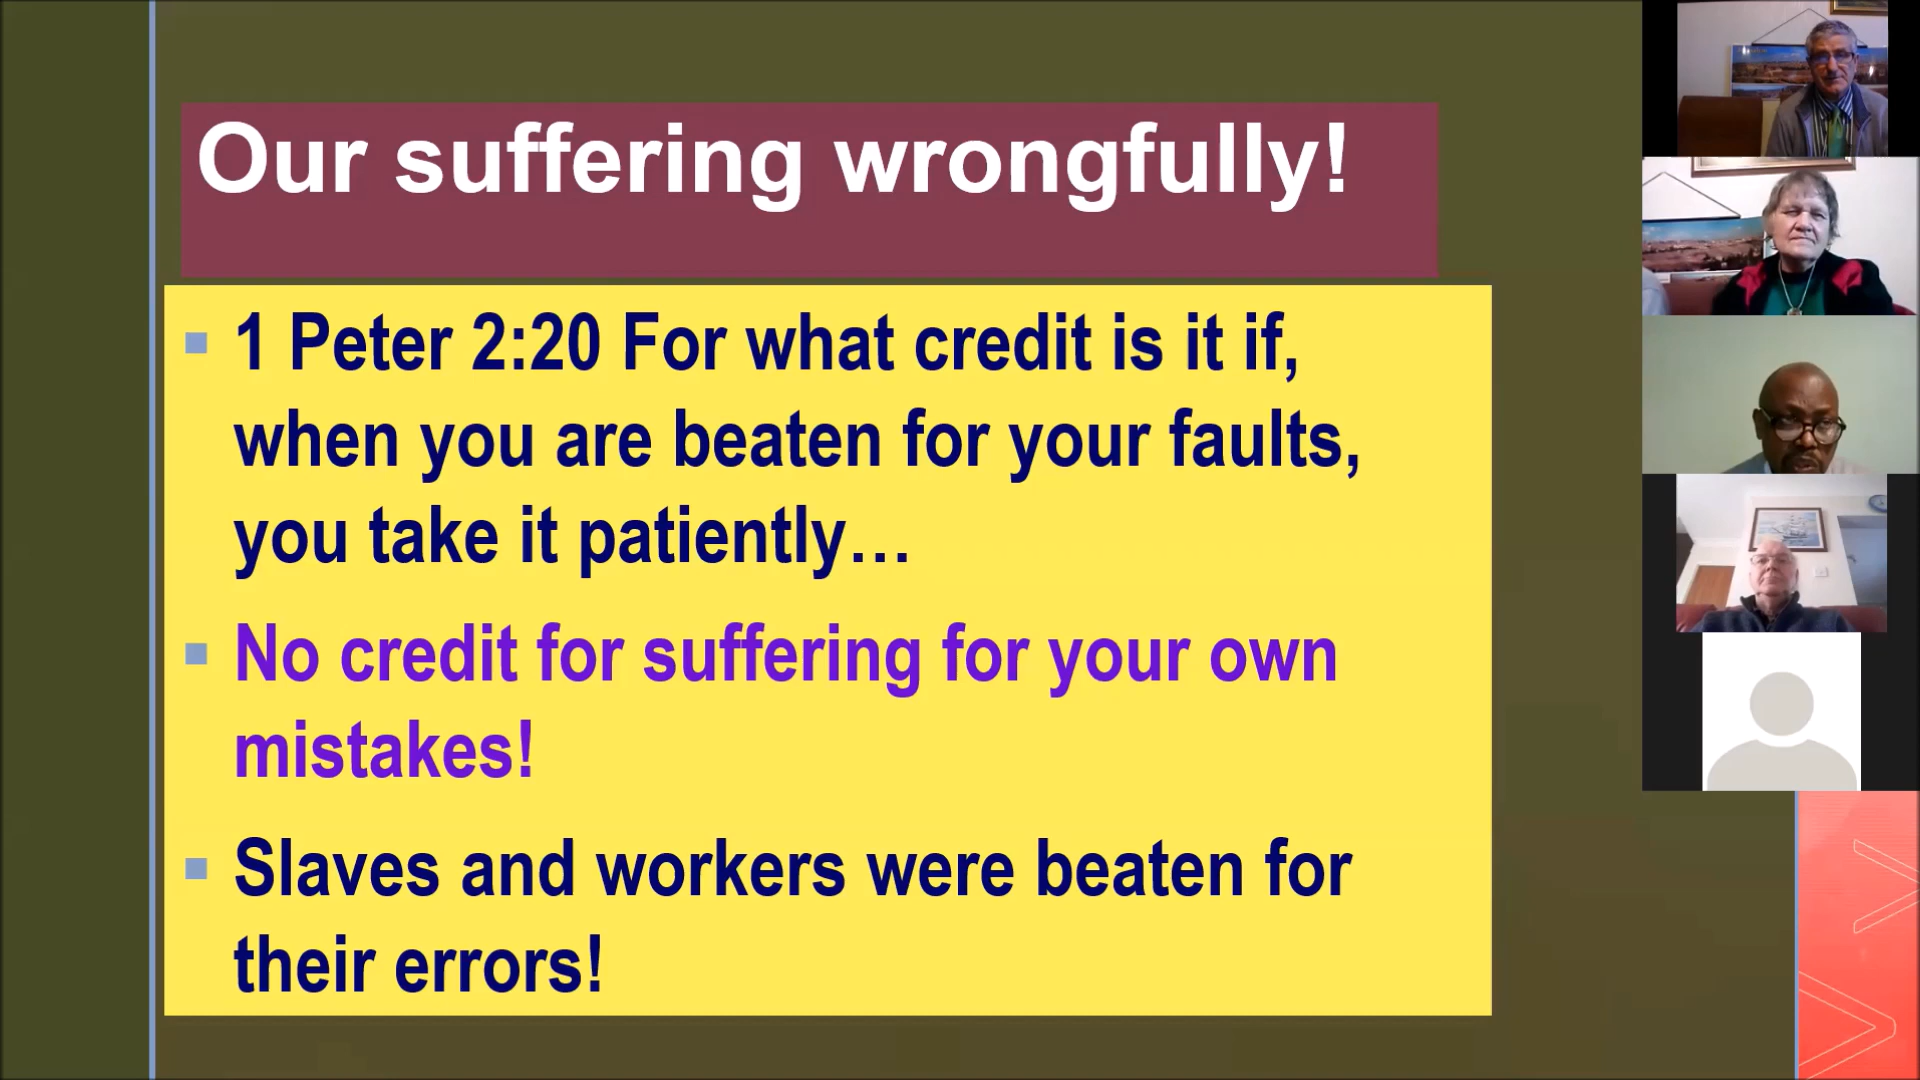 Our suffering wrongfully!
1 Peter 2:20 For what credit is it if,
when you are beaten for your faults,
you take it patiently…
No credit for suffering for your own
mistakes!
Slaves and workers were beaten for
their errors!